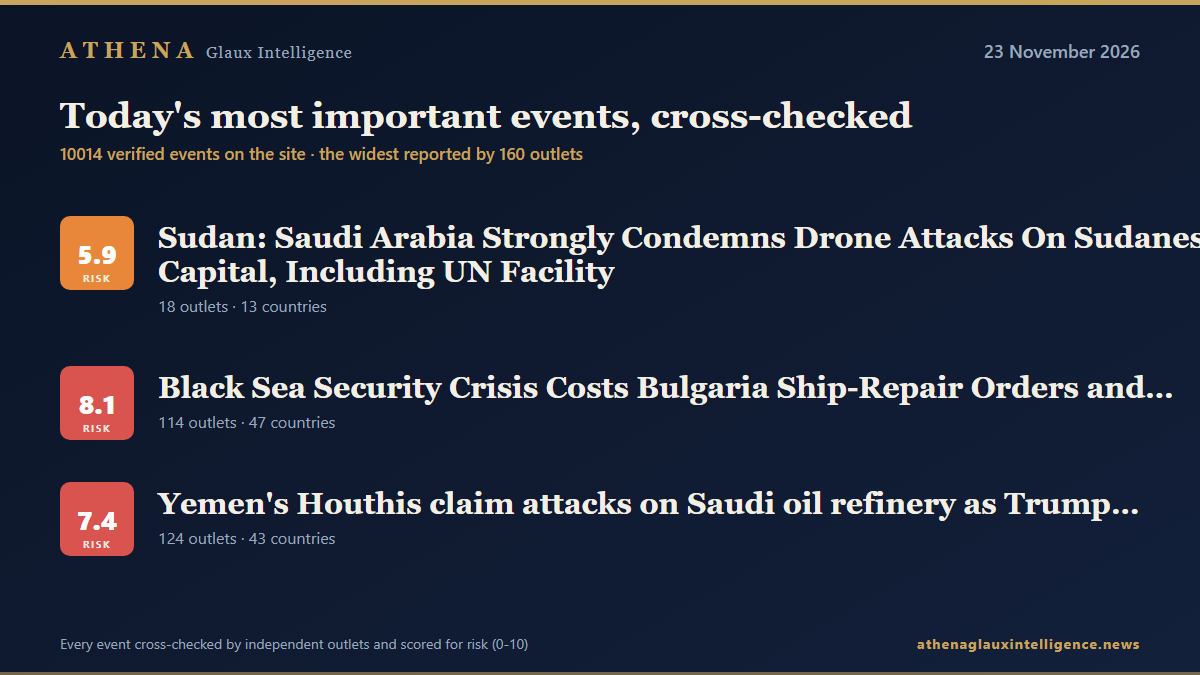 ATHENA Glaux Intelligence
23 November 2026
Today's most important events, cross-checked
10014 verified events on the site · the widest reported by 160 outlets
5.9
RISK
Sudan: Saudi Arabia Strongly Condemns Drone Attacks On Sudanes
Capital, Including UN Facility
18 outlets · 13 countries
8.1
RISK
Black Sea Security Crisis Costs Bulgaria Ship-Repair Orders and...
114 outlets · 47 countries
7.4
RISK
Yemen's Houthis claim attacks on Saudi oil refinery as Trump...
124 outlets · 43 countries
Every event cross-checked by independent outlets and scored for risk (0-10)
athenaglauxintelligence.news